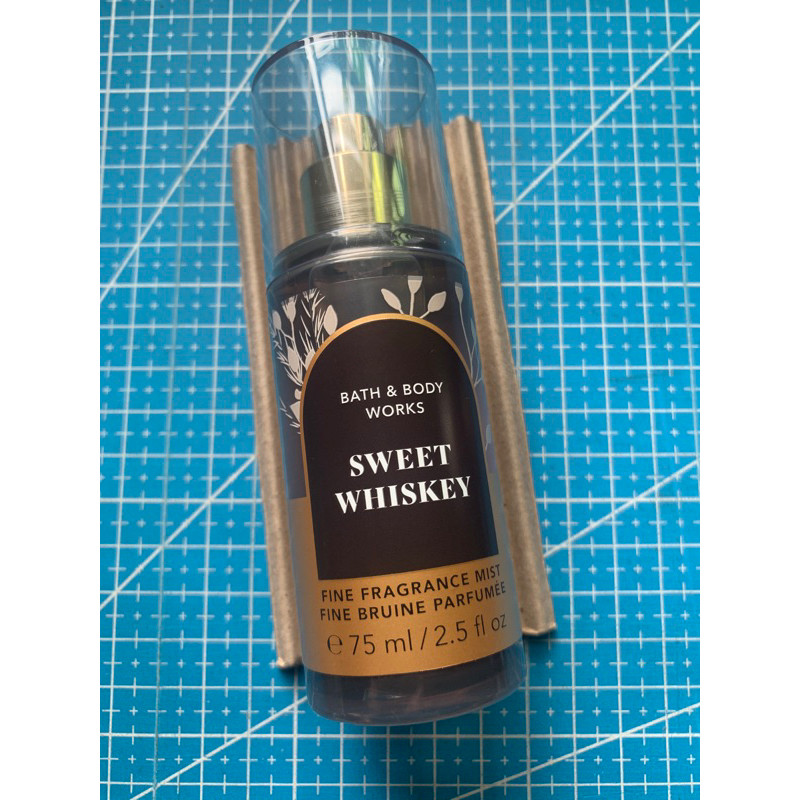 BATH & BODY
WORKS
SWEET
WHISKEY
FINE FRAGRANCE MIST
FINE BRUINE PARFUMÉE
℮ 75 ml / 2.5 fl oz